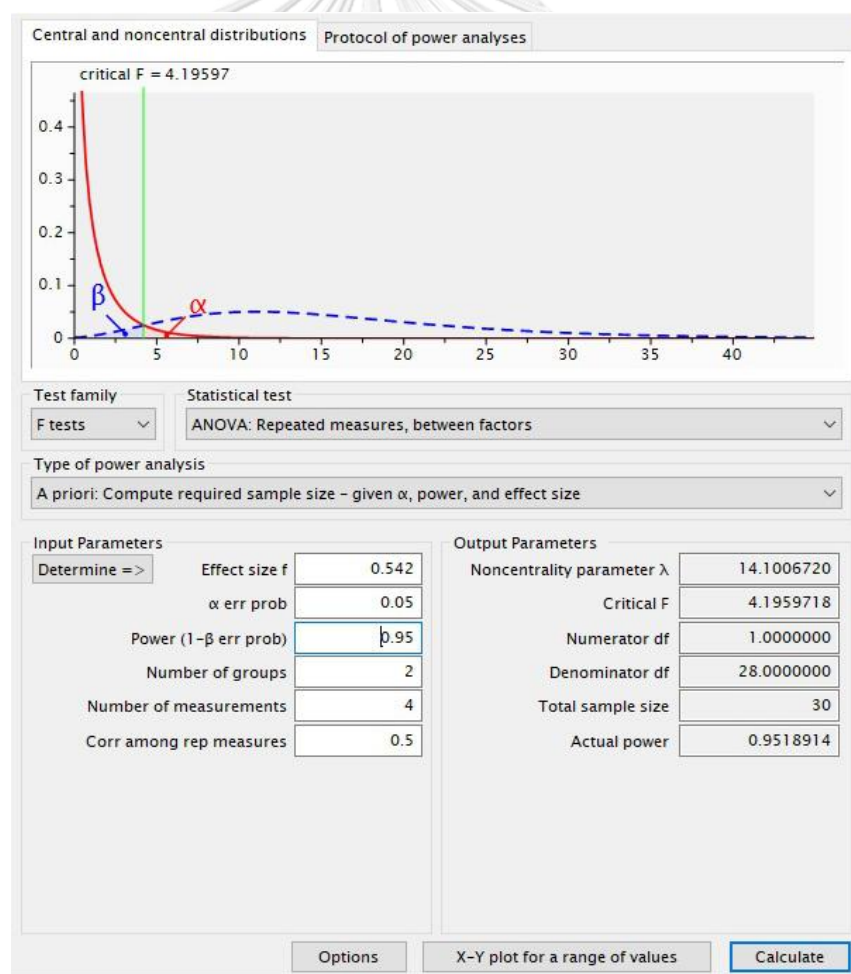 Central and noncentral distributions Protocol of power analyses
critical F = 4.19597
0.4
0.3
0.2
0.1
0
β α
0 5 10 15 20 25 30 35 40
Test family Statistical test
F tests ANOVA: Repeated measures, between factors
Type of power analysis
A priori: Compute required sample size – given α, power, and effect size
Input Parameters Output Parameters
Determine => Effect size f 0.542 Noncentrality parameter λ 14.1006720
α err prob 0.05 Critical F 4.1959718
Power (1-β err prob) 0.95 Numerator df 1.0000000
Number of groups 2 Denominator df 28.0000000
Number of measurements 4 Total sample size 30
Corr among rep measures 0.5 Actual power 0.9518914
Options X-Y plot for a range of values Calculate